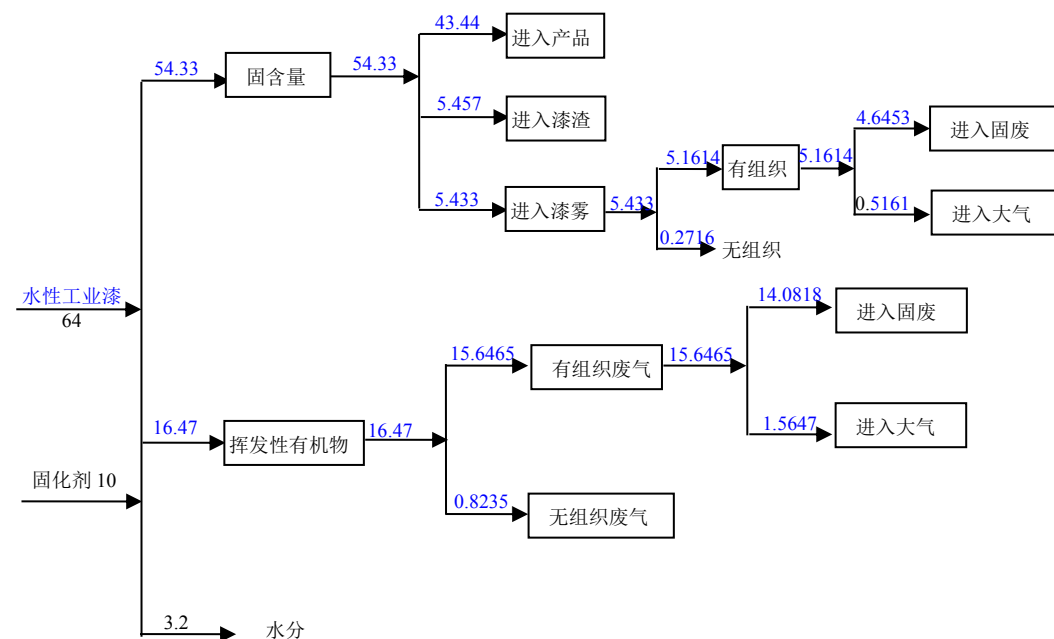 43.44
进入产品
54.33
固含量
54.33
5.457
进入漆渣
4.6453
进入固废
5.1614
有组织
5.1614
5.433
进入漆雾
5.433
0.5161
进入大气
0.2716
无组织
水性工业漆
64
14.0818
进入固废
15.6465
有组织废气
15.6465
16.47
挥发性有机物
16.47
1.5647
进入大气
固化剂 10
0.8235
无组织废气
3.2
水分